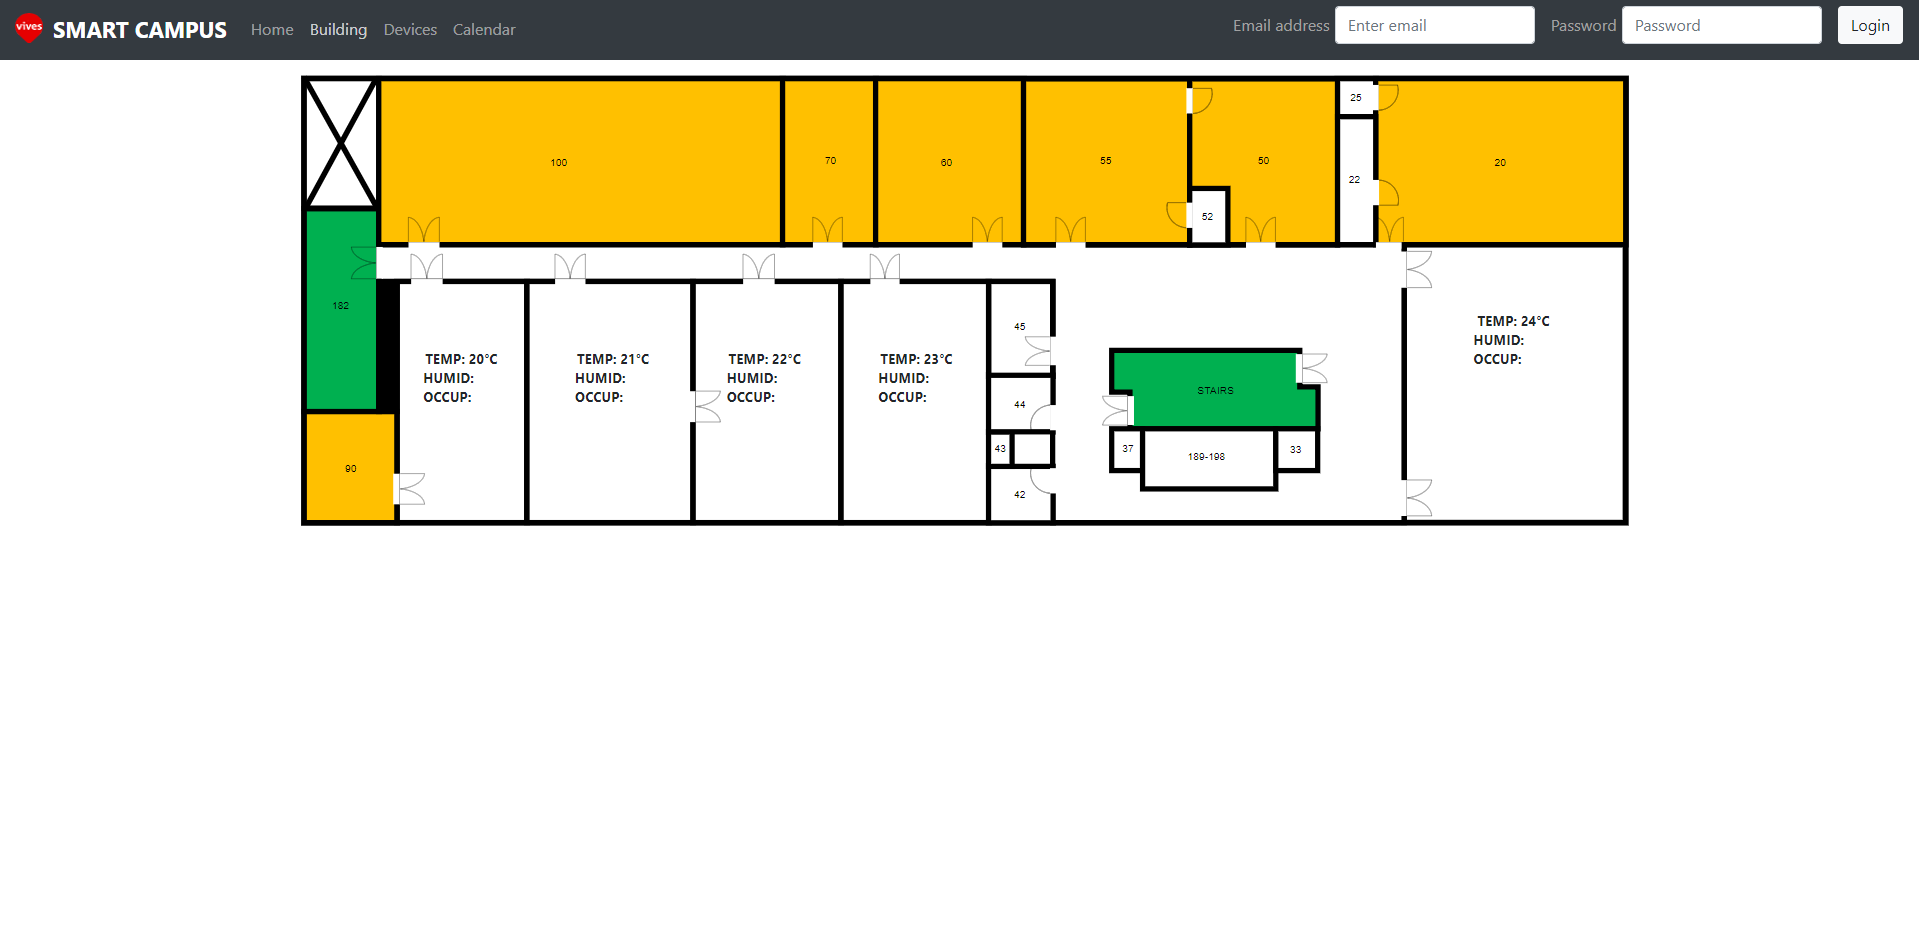 vives SMART CAMPUS Home Building Devices Calendar Email address Enter email Password Password Login
25
100 70 60 55 50 20
22
52
182
TEMP: 20°C
HUMID:
OCCUP:
TEMP: 21°C
HUMID:
OCCUP:
TEMP: 22°C
HUMID:
OCCUP:
TEMP: 23°C
HUMID:
OCCUP:
45
44
43
42
STAIRS
37 189-198 33
TEMP: 24°C
HUMID:
OCCUP:
90